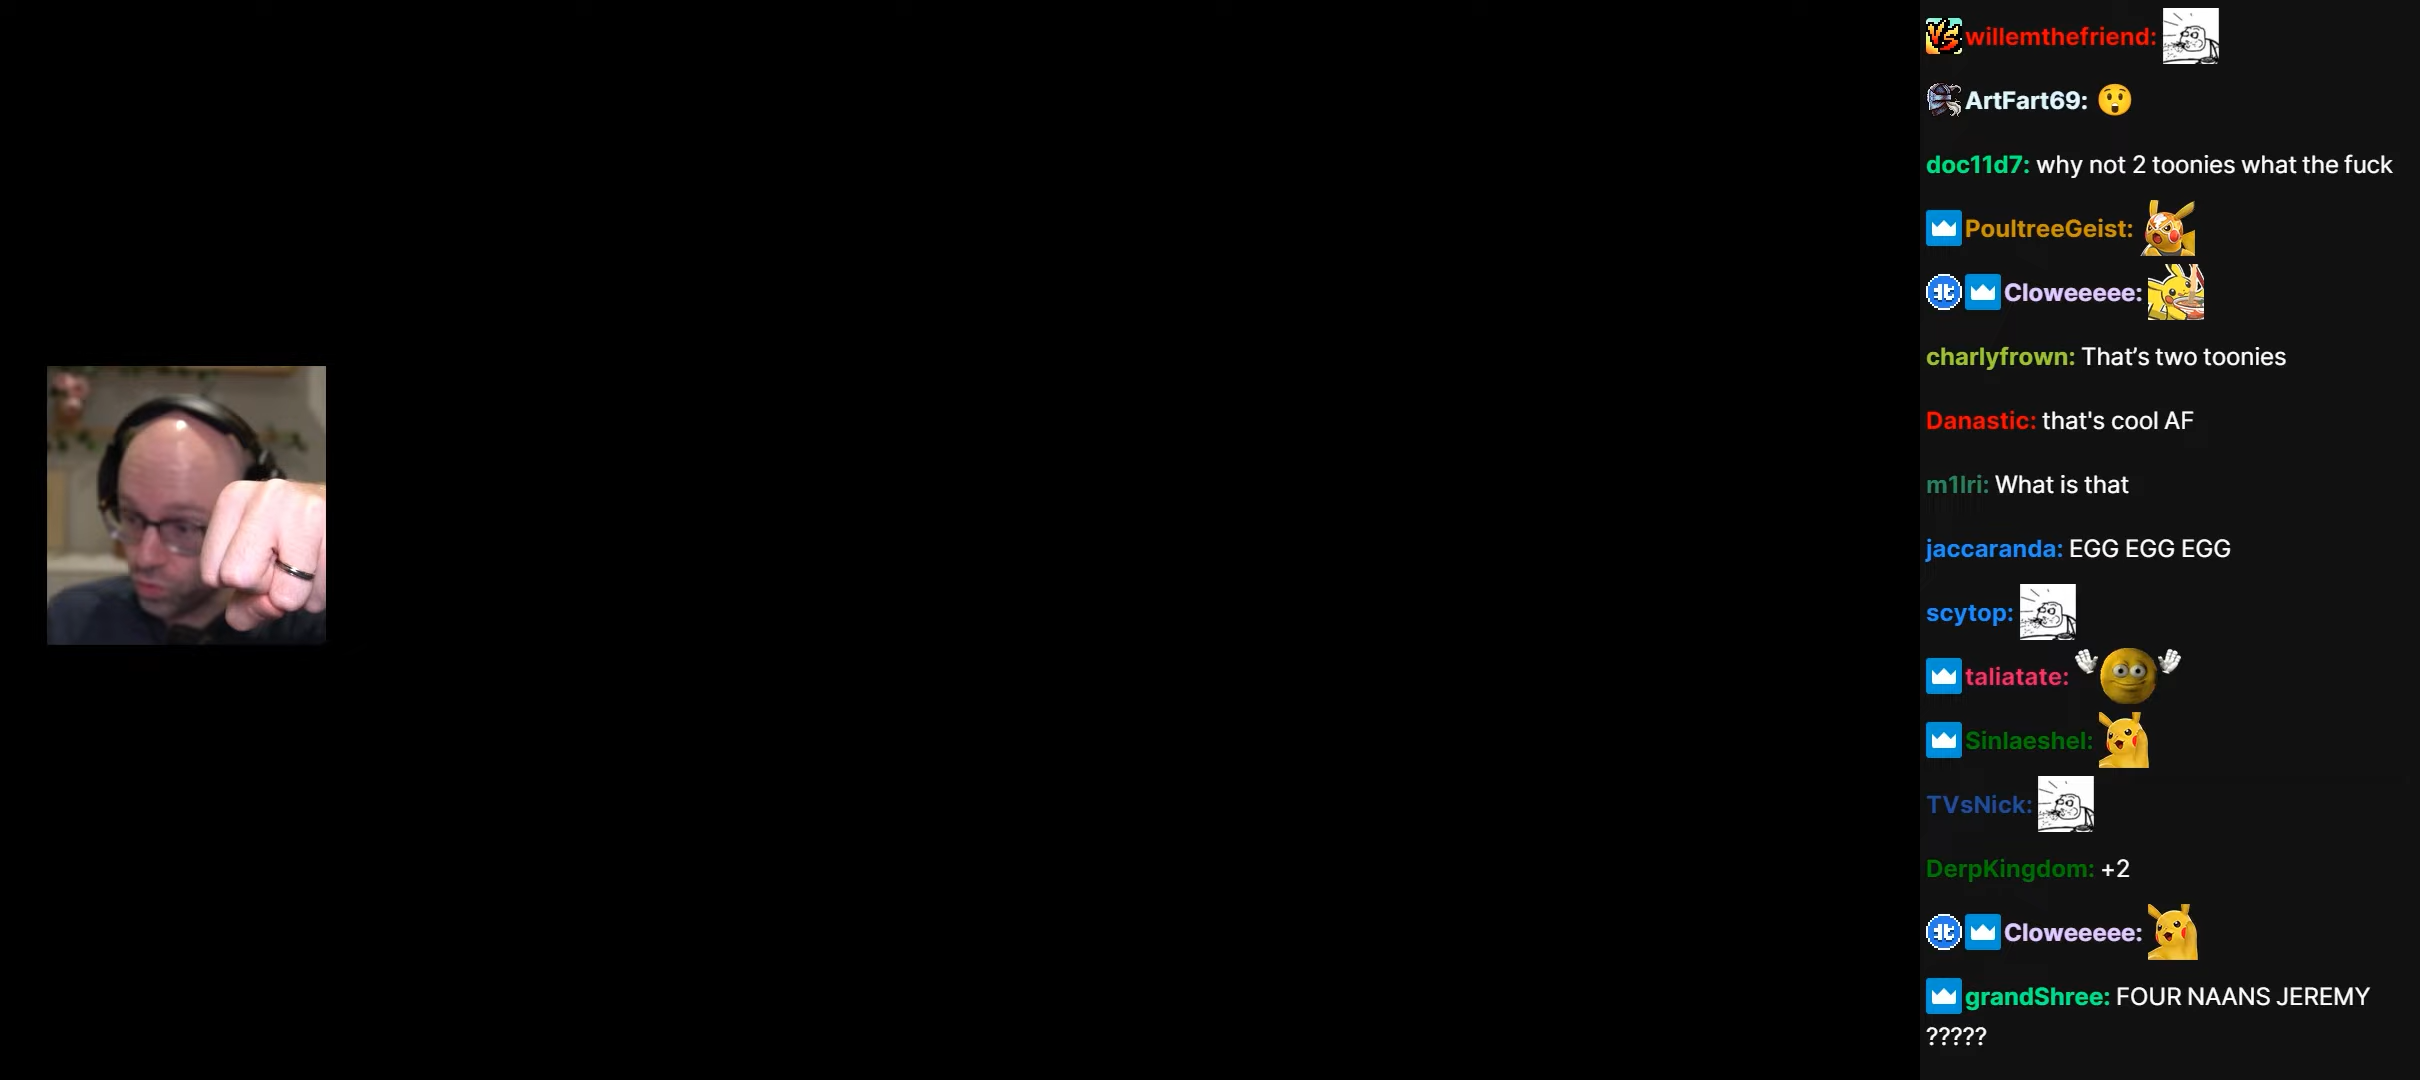 willemthefriend:
ArtFart69: 😲
doc11d7: why not 2 toonies what the fuck
PoultreeGeist:
Cloweeeee:
charlyfrown: That’s two toonies
Danastic: that's cool AF
m1lri: What is that
jaccaranda: EGG EGG EGG
scytop:
taliatate:
Sinlaeshel:
TVsNick:
DerpKingdom: +2
Cloweeeee:
grandShree: FOUR NAANS JEREMY
?????